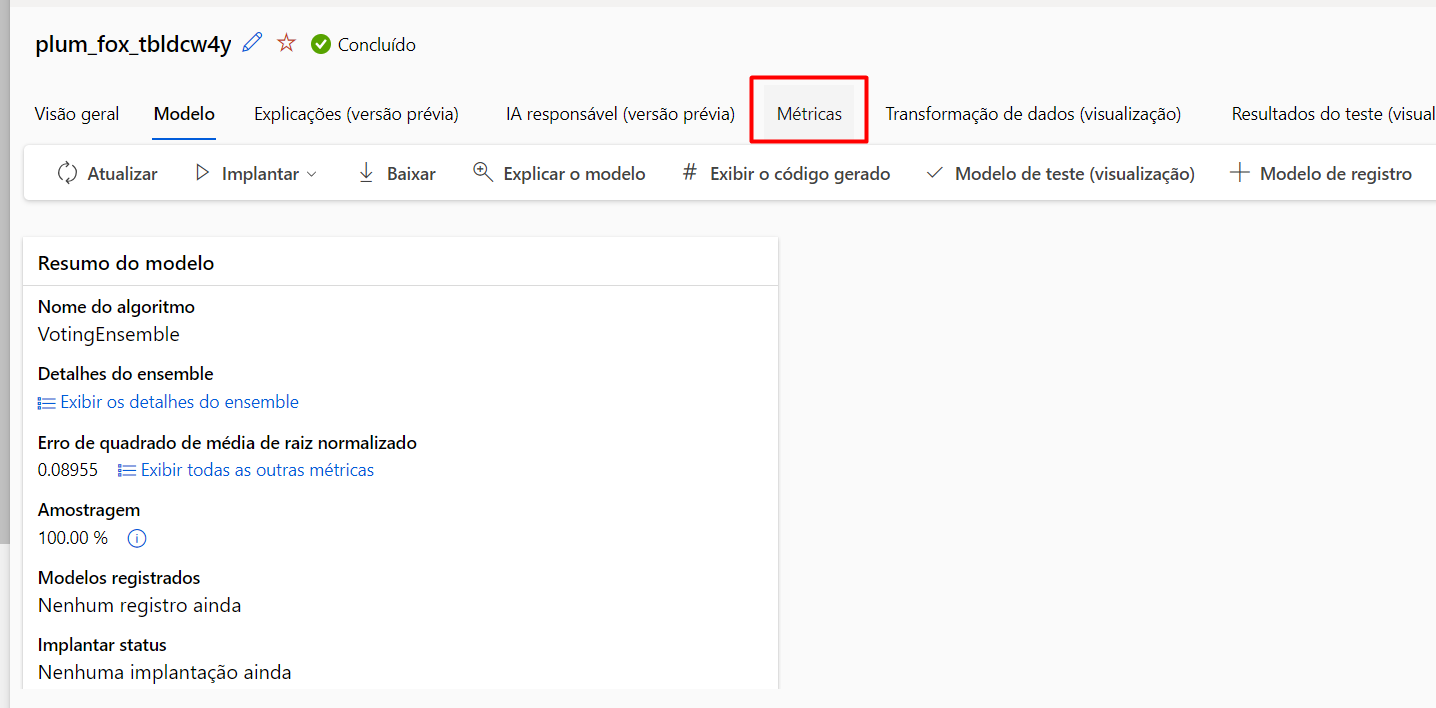 plum_fox_tbldcw4y Concluído
Visão geral Modelo Explicações (versão prévia) IA responsável (versão prévia) Métricas Transformação de dados (visualização) Resultados do teste (visual
Atualizar Implantar Baixar Explicar o modelo # Exibir o código gerado Modelo de teste (visualização) Modelo de registro
Resumo do modelo
Nome do algoritmo
VotingEnsemble
Detalhes do ensemble
Exibir os detalhes do ensemble
Erro de quadrado de média de raiz normalizado
0.08955 Exibir todas as outras métricas
Amostragem
100.00 %
Modelos registrados
Nenhum registro ainda
Implantar status
Nenhuma implantação ainda